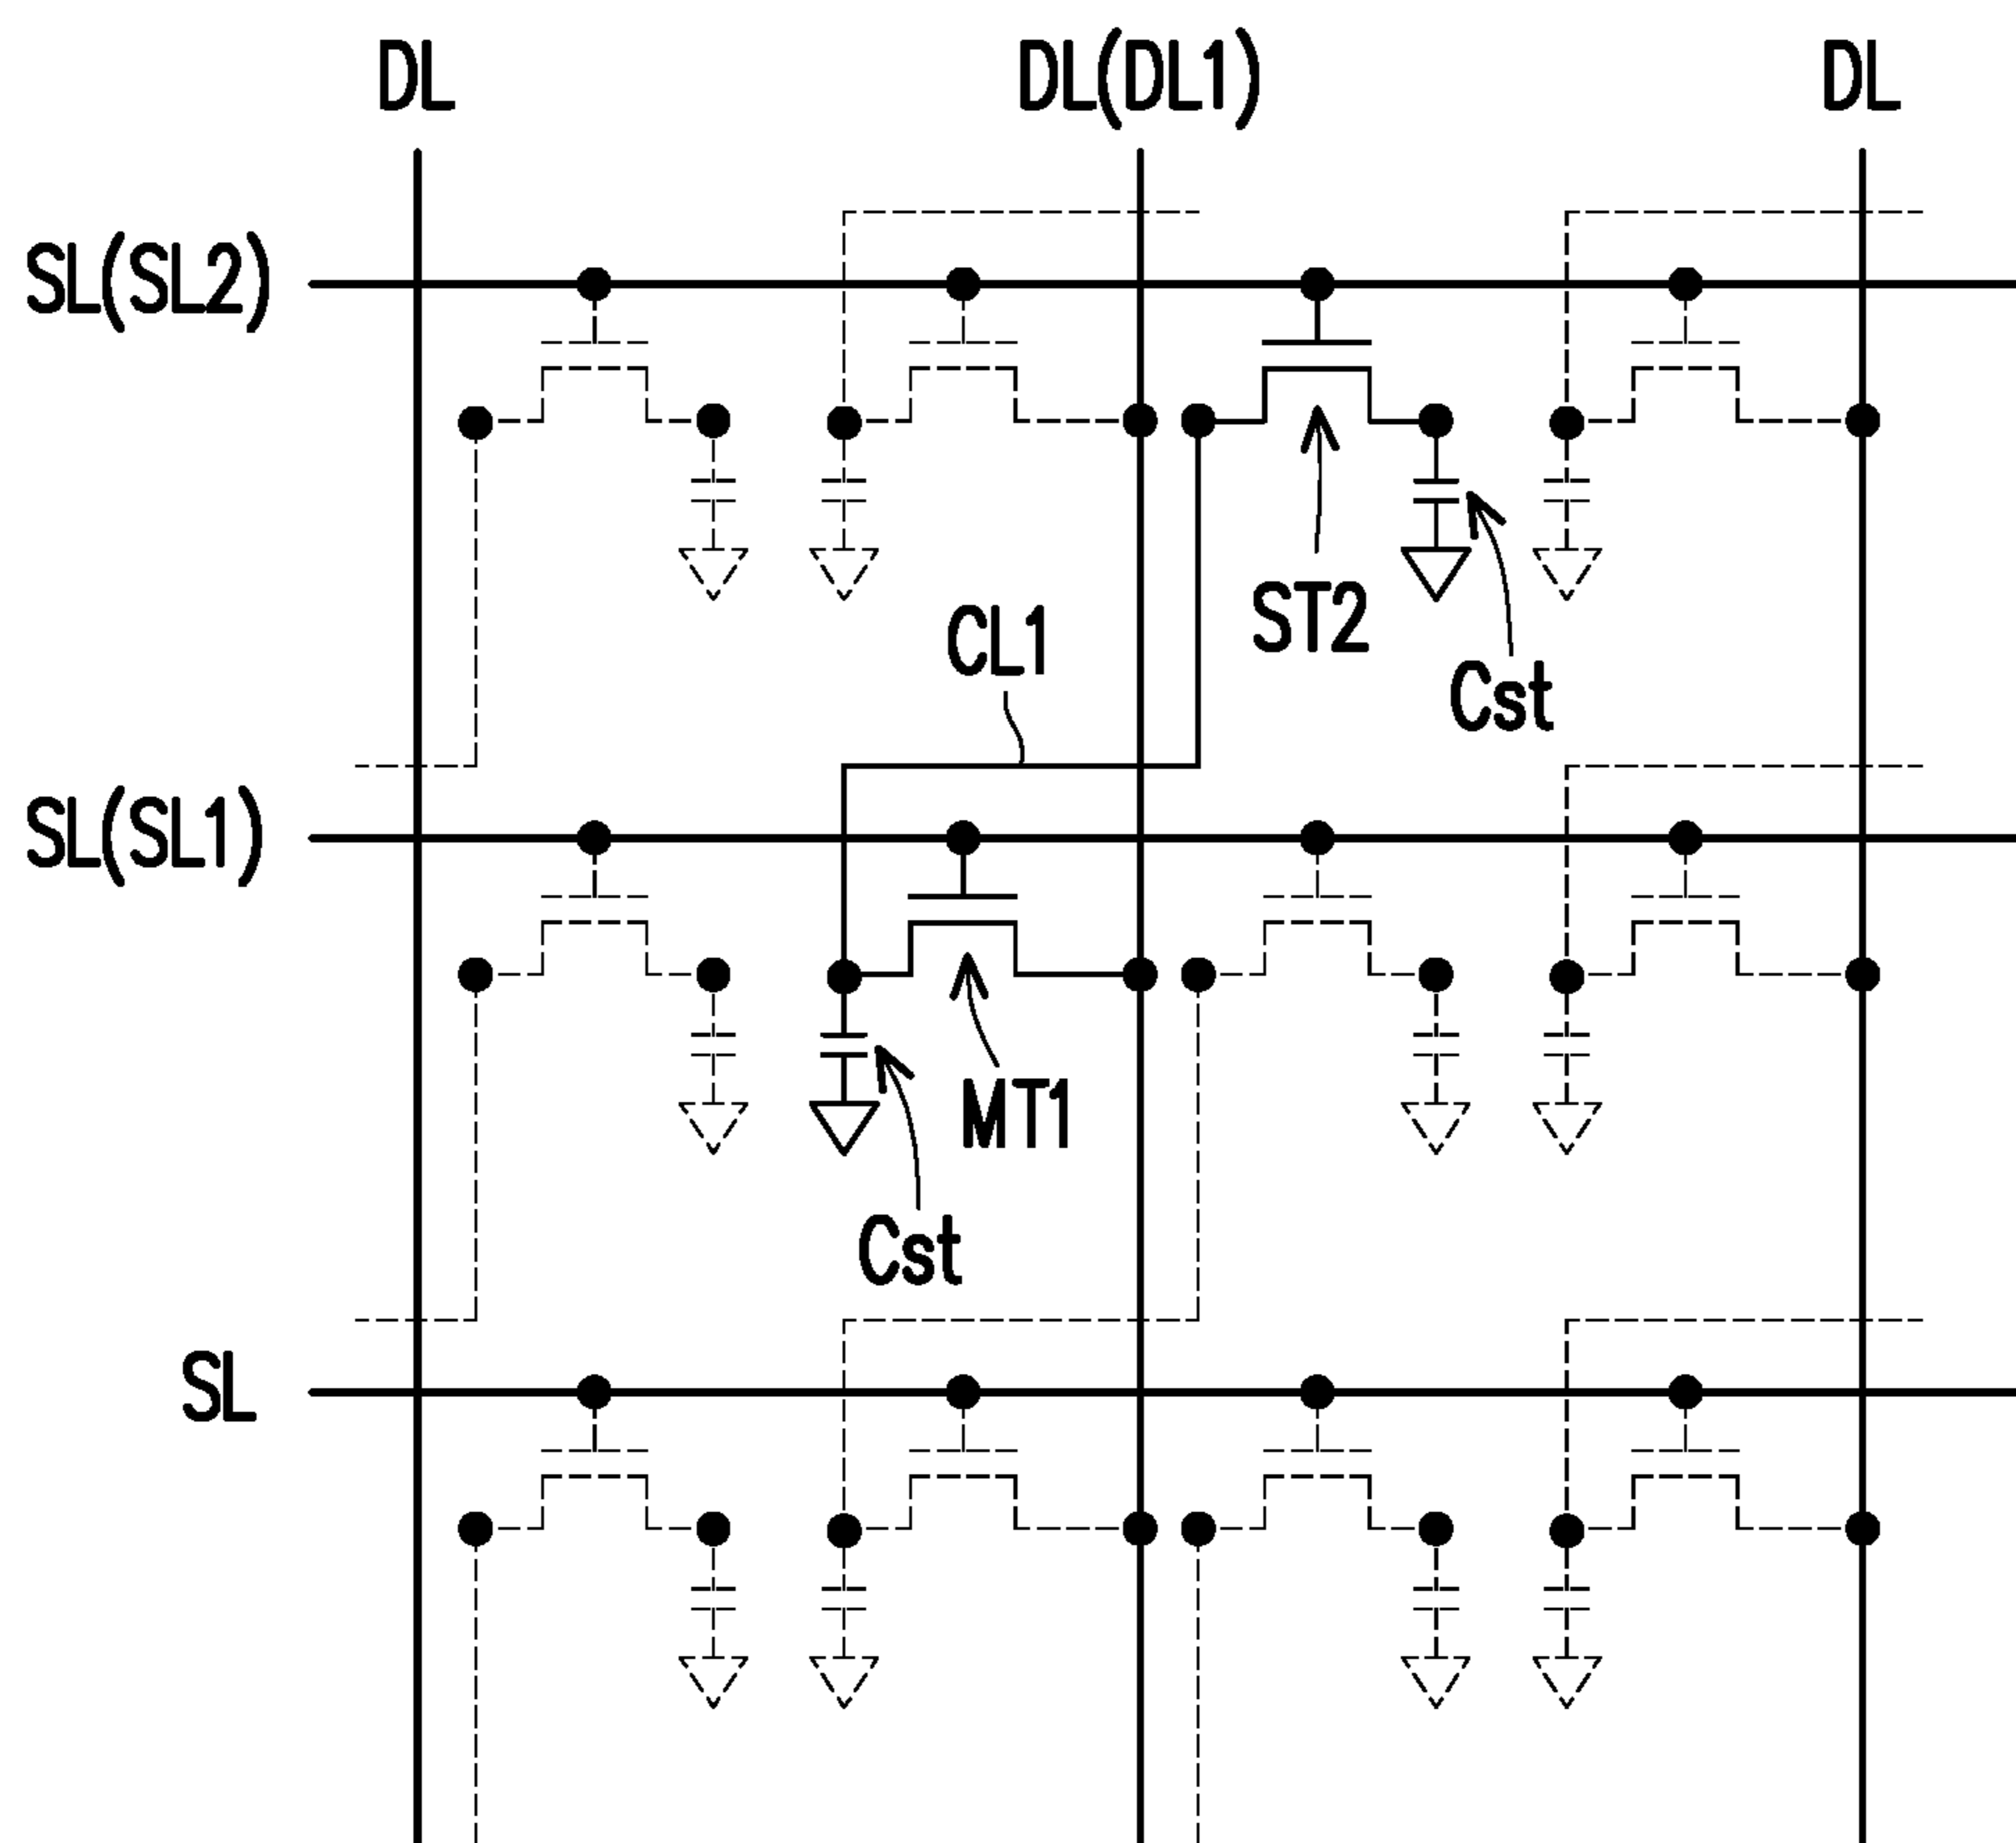 DL
DL(DL1)
DL
SL(SL2)
ST2
CL1
Cst
SL(SL1)
MT1
Cst
SL